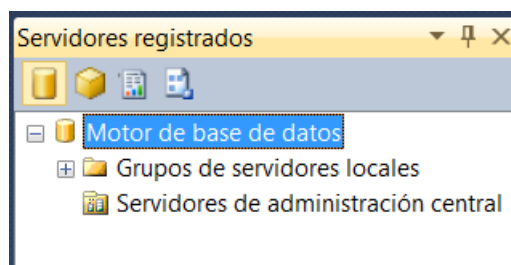 Servidores registrados
Motor de base de datos
Grupos de servidores locales
Servidores de administración central